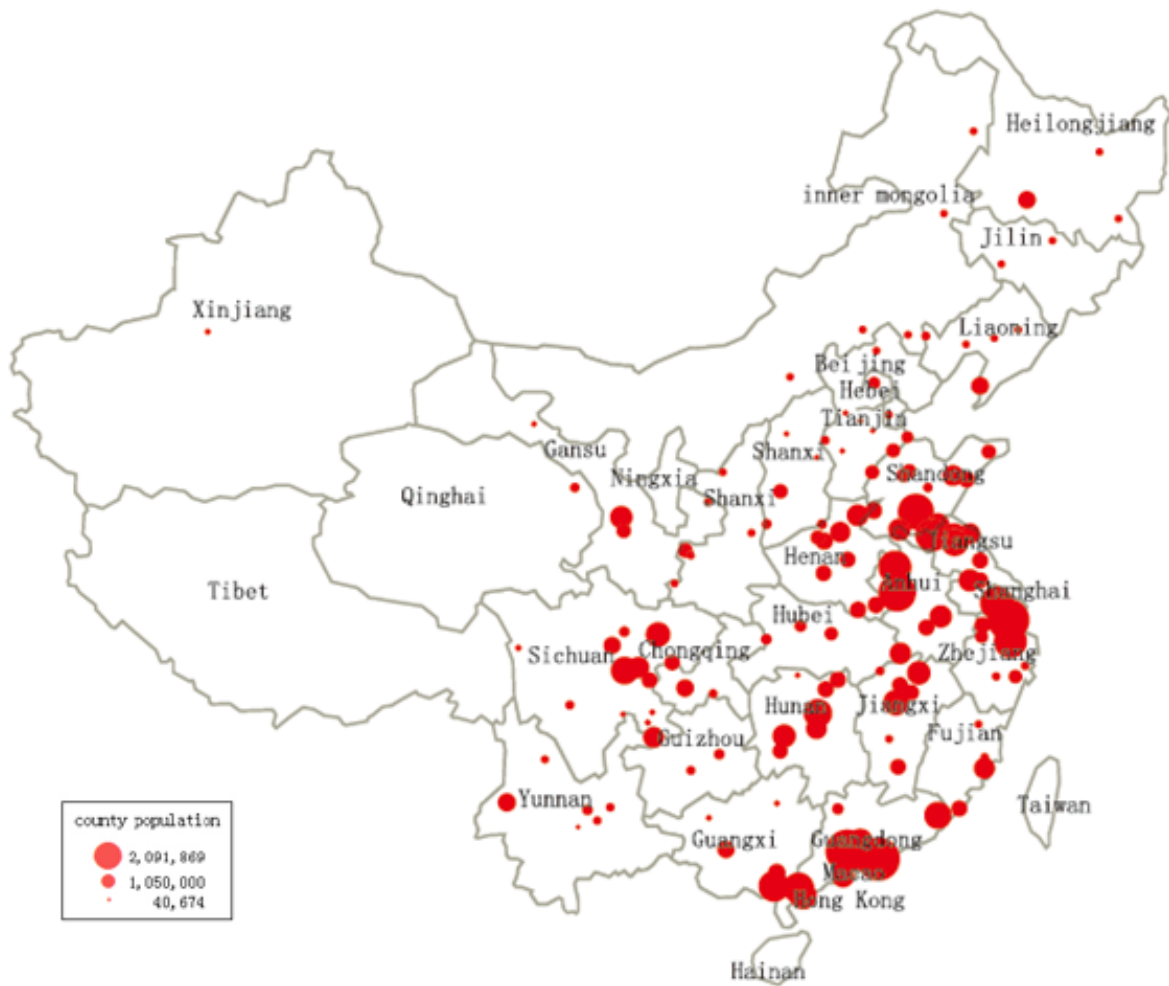 Heilongjiang
inner mongolia
Jilin
Xinjiang
Liaoning
Beijing
Hebei
Tianjin
Gansu
Shanxi
Ningxia
Shandong
Qinghai
Shanxi
Henan
Jiangsu
Tibet
Anhui
Shanghai
Hubei
Sichuan
Chongqing
Zhejiang
Hunan
Jiangxi
Guizhou
Fujian
Yunnan
Taiwan
Guangxi
Guangdong
Macau
Hong Kong
Hainan
county population
2,091,869
1,050,000
40,674